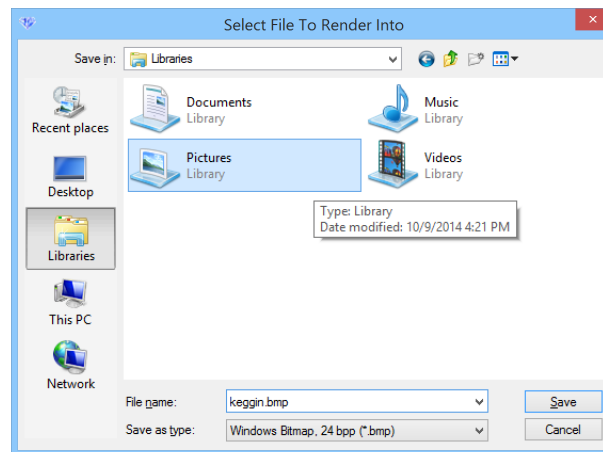 Select File To Render Into
Save in: Libraries
Recent places
Desktop
Libraries
This PC
Network
Documents
Library
Music
Library
Pictures
Library
Videos
Library
Type: Library
Date modified: 10/9/2014 4:21 PM
File name: keggin.bmp Save
Save as type: Windows Bitmap, 24 bpp (*.bmp) Cancel